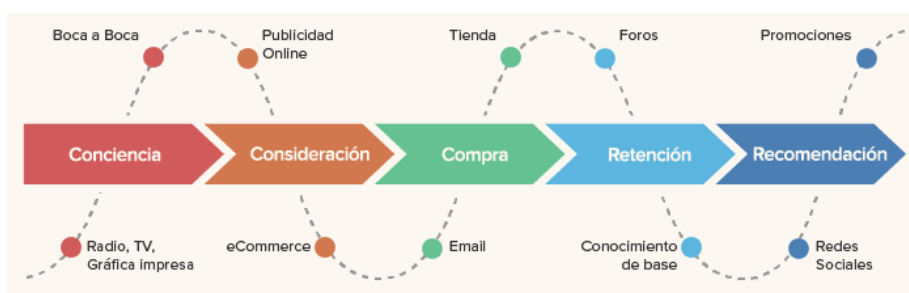 Boca a Boca
Publicidad
Online
Tienda
Foros
Promociones
Conciencia
Consideración
Compra
Retención
Recomendación
Radio, TV,
Gráfica impresa
eCommerce
Email
Conocimiento
de base
Redes
Sociales